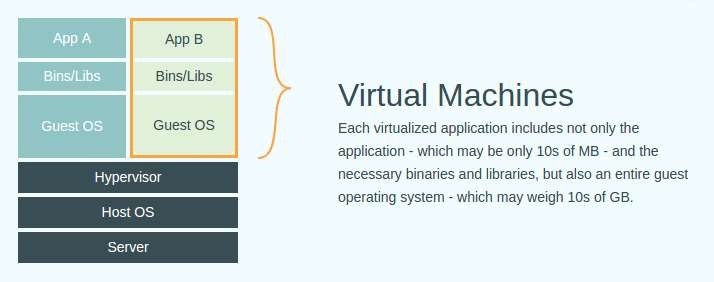 App A
App B
Bins/Libs
Bins/Libs
Guest OS
Guest OS
Hypervisor
Host OS
Server
Virtual Machines
Each virtualized application includes not only the
application - which may be only 10s of MB - and the
necessary binaries and libraries, but also an entire guest
operating system - which may weigh 10s of GB.